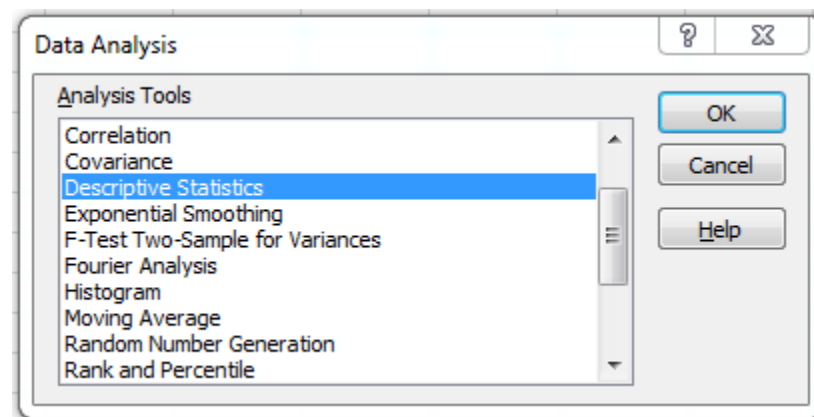 Data Analysis
Analysis Tools
OK
Correlation
Covariance
Cancel
Descriptive Statistics
Exponential Smoothing
F-Test Two-Sample for Variances
Help
Fourier Analysis
Histogram
Moving Average
Random Number Generation
Rank and Percentile